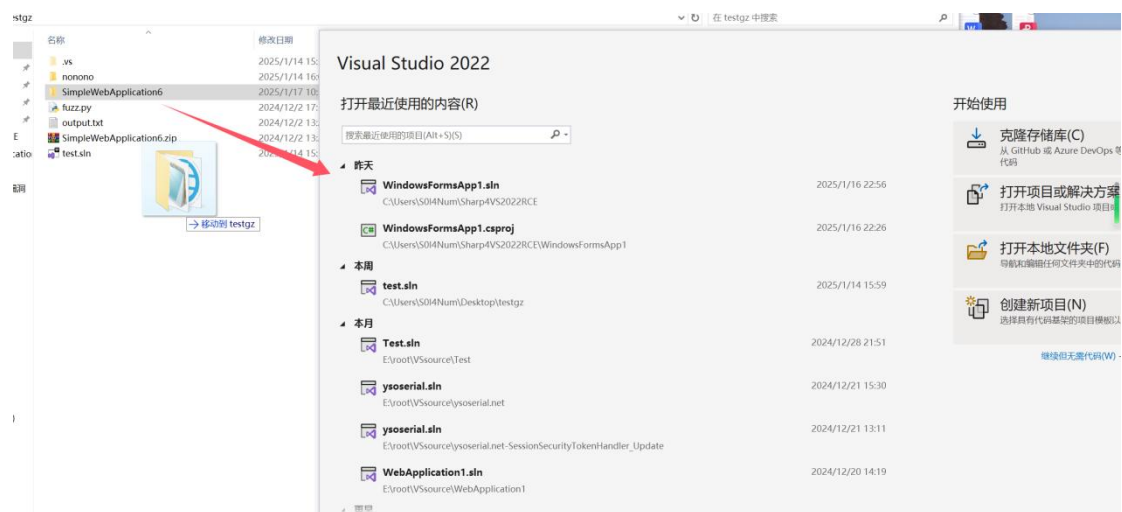 estgz
在 testgz 中搜索
名称
修改日期
.vs
2025/1/14 15:
nonono
2025/1/14 16:
SimpleWebApplication6
2025/1/17 10:
fuzz.py
2024/12/2 17:
output.txt
2024/12/2 13:
SimpleWebApplication6.zip
2024/12/2 13:
test.sln
移动到 testgz
Visual Studio 2022
打开最近使用的内容(R)
搜索最近使用的项目(Alt+S)(S)
昨天
WindowsFormsApp1.sln
2025/1/16 22:56
C:\Users\S0l4Num\Sharp4VS2022RCE
WindowsFormsApp1.csproj
2025/1/16 22:26
C:\Users\S0l4Num\Sharp4VS2022RCE\WindowsFormsApp1
本周
test.sln
2025/1/14 15:59
C:\Users\S0l4Num\Desktop\testgz
本月
Test.sln
2024/12/28 21:51
E:\root\VSsource\Test
ysoserial.sln
2024/12/21 15:30
E:\root\VSsource\ysoserial.net
ysoserial.sln
2024/12/21 13:11
E:\root\VSsource\ysoserial.net-SessionSecurityTokenHandler_Update
WebApplication1.sln
2024/12/20 14:19
E:\root\VSsource\WebApplication1
开始使用
克隆存储库(C)
从 GitHub 或 Azure DevOps 等
代码
打开项目或解决方案
打开本地 Visual Studio 项目
打开本地文件夹(F)
导航和编辑任何文件夹中的代码
创建新项目(N)
选择具有代码基架的项目模板以
继续但无需代码(W)